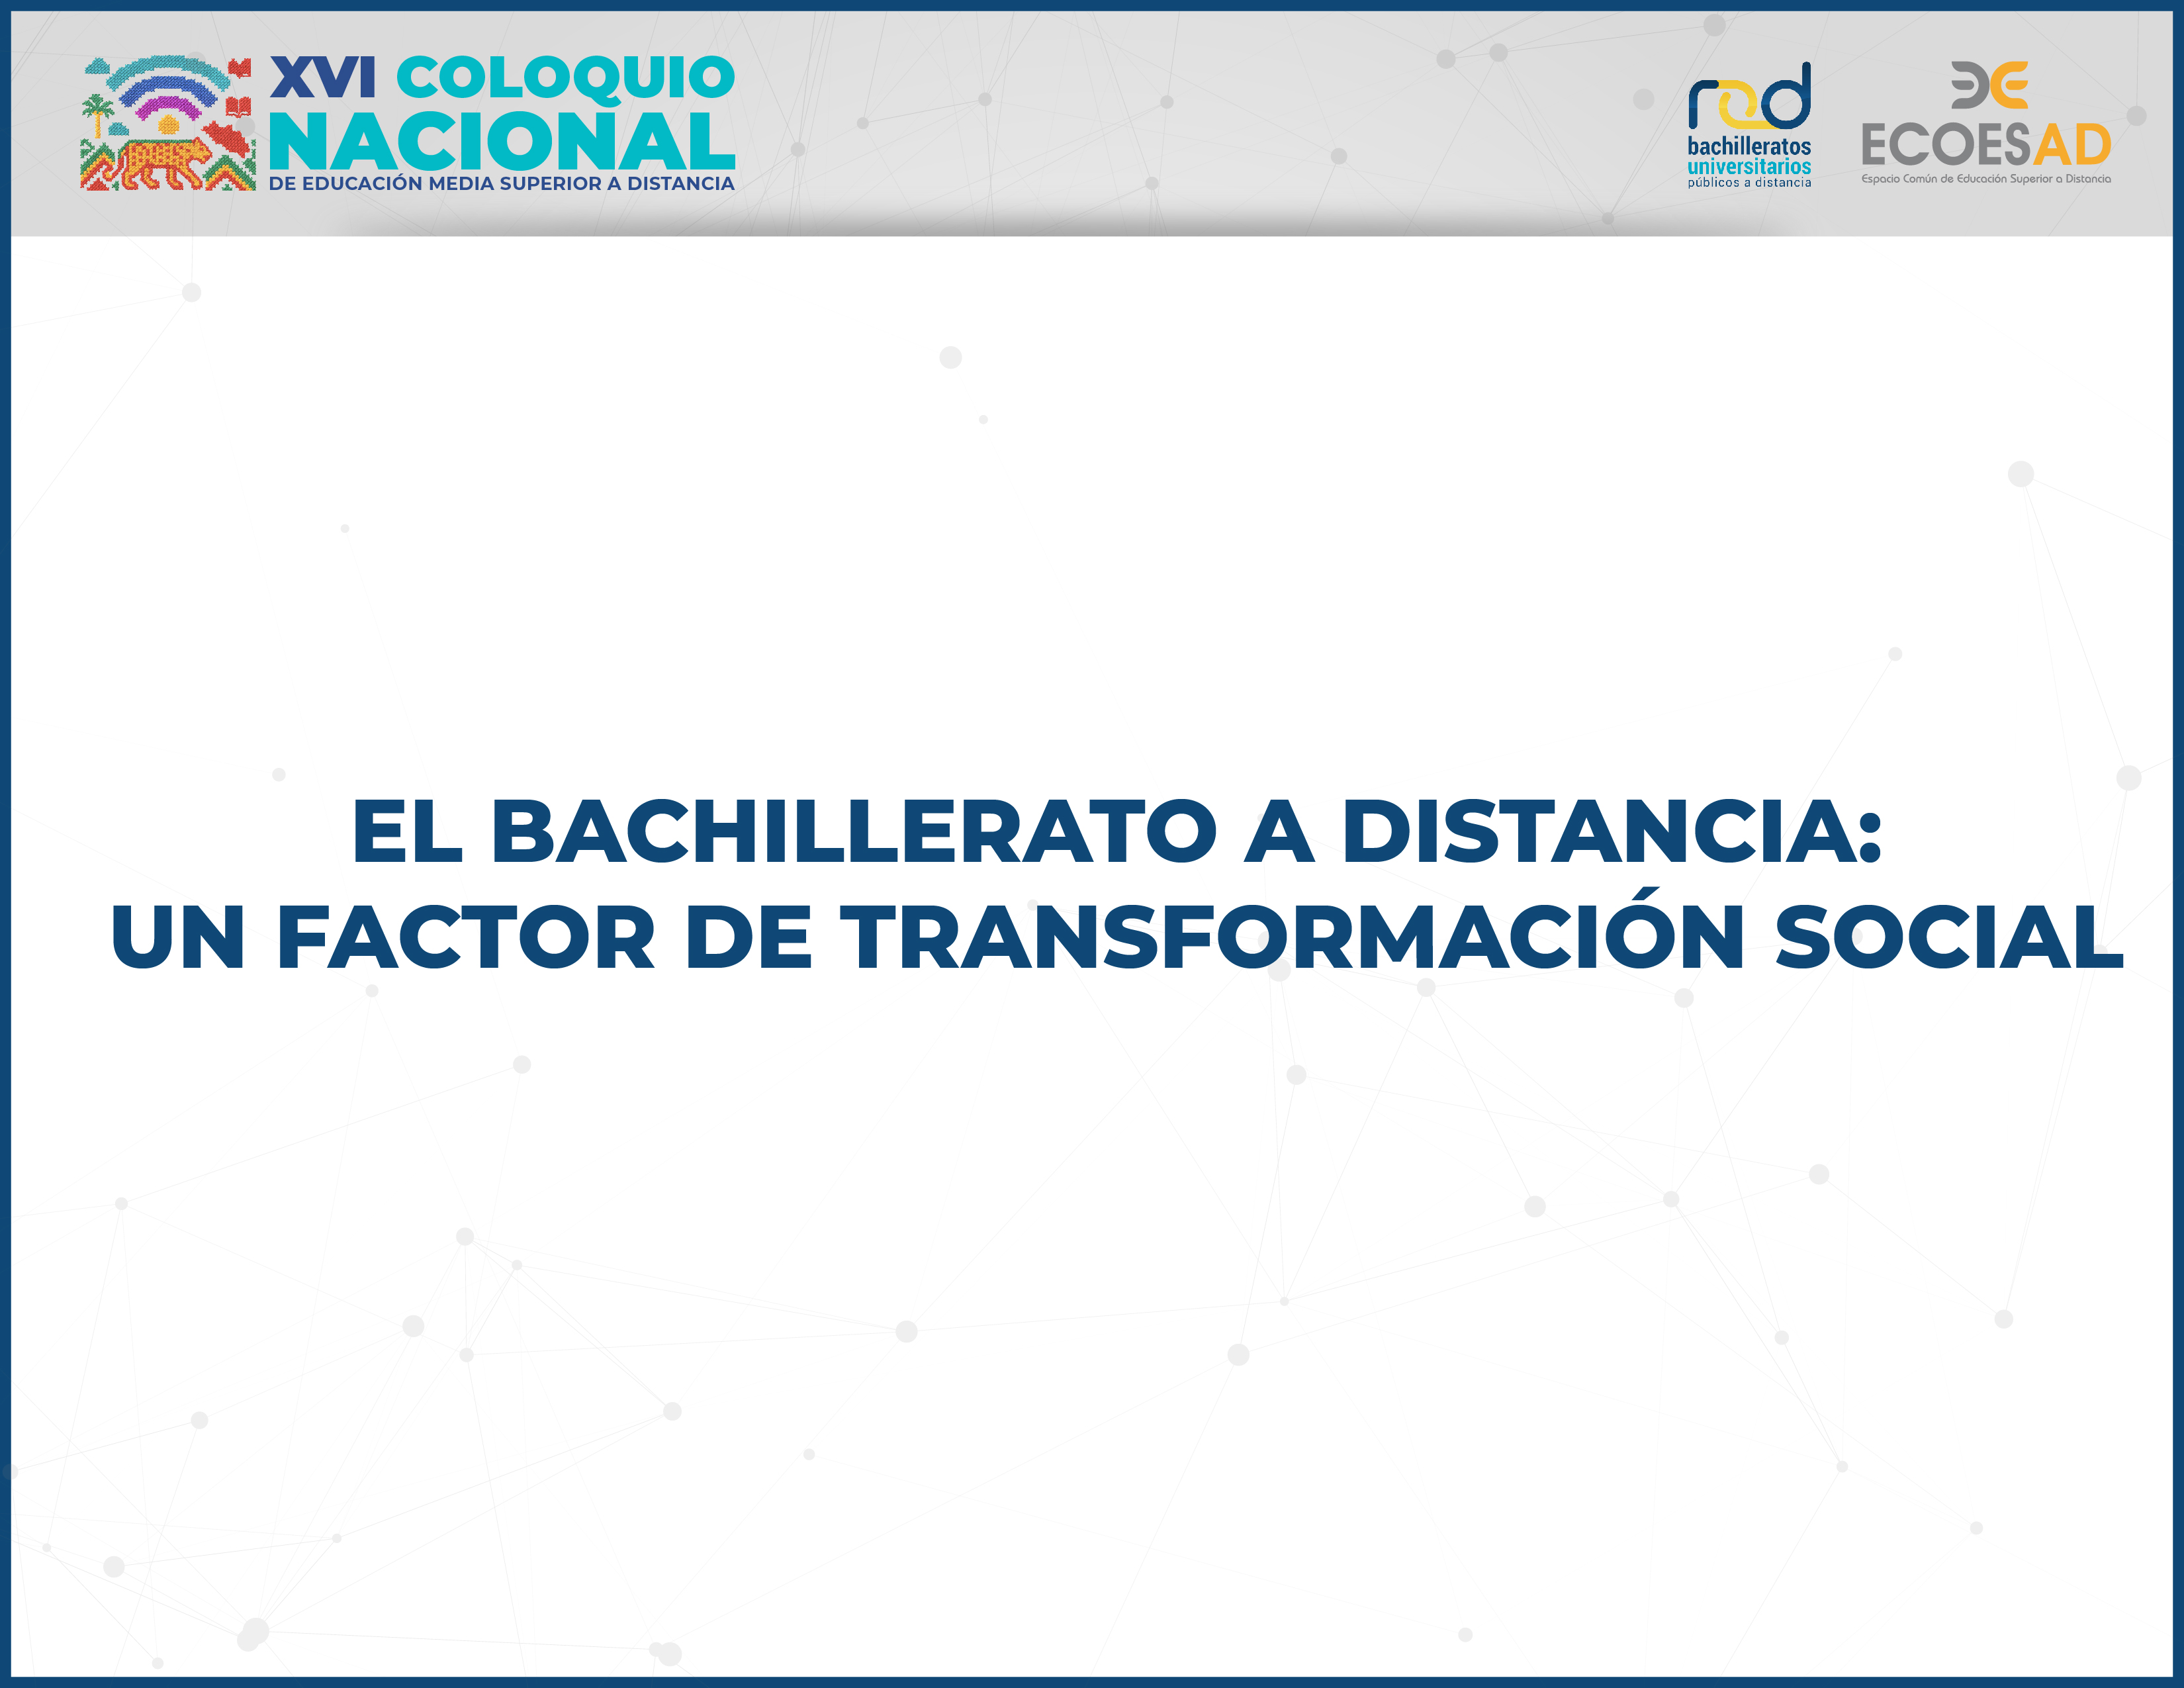 XVI COLOQUIO
NACIONAL
DE EDUCACIÓN MEDIA SUPERIOR A DISTANCIA
red
bachilleratos
universitarios
públicos a distancia
ECOESAD
Espacio Común de Educación Superior a Distancia
EL BACHILLERATO A DISTANCIA:
UN FACTOR DE TRANSFORMACIÓN SOCIAL